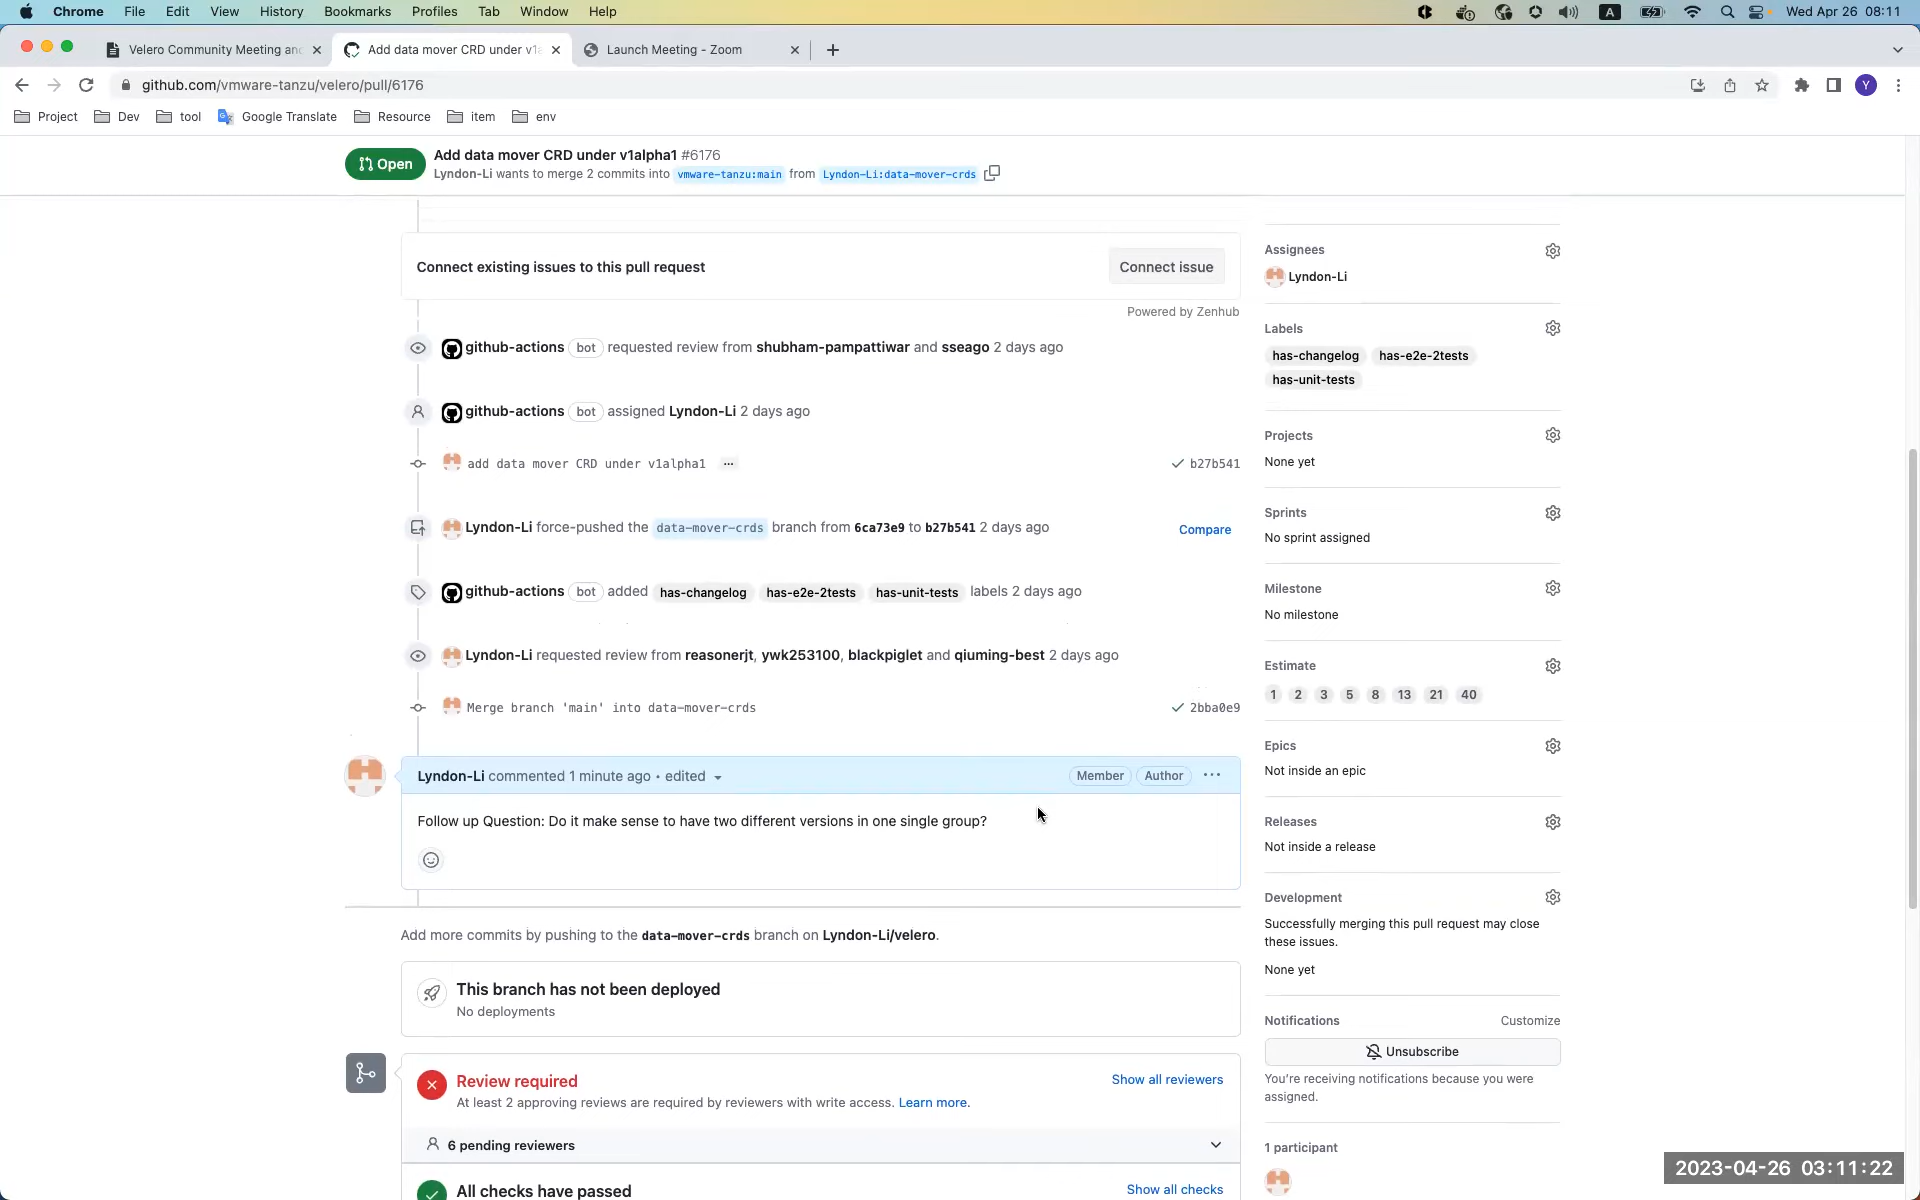 Chrome File Edit View History Bookmarks Profiles Tab Window Help A Wed Apr 26 08:11
Velero Community Meeting and Add data mover CRD under v1a Launch Meeting - Zoom
github.com/vmware-tanzu/velero/pull/6176 Y
Project Dev tool Google Translate Resource item env
Open Add data mover CRD under v1alpha1 #6176
Lyndon-Li wants to merge 2 commits into vmware-tanzu:main from Lyndon-Li:data-mover-crds
Connect existing issues to this pull request Connect issue
Powered by Zenhub
github-actions bot requested review from shubham-pampattiwar and sseago 2 days ago
github-actions bot assigned Lyndon-Li 2 days ago
add data mover CRD under v1alpha1 ... b27b541
Lyndon-Li force-pushed the data-mover-crds branch from 6ca73e9 to b27b541 2 days ago Compare
github-actions bot added has-changelog has-e2e-2tests has-unit-tests labels 2 days ago
Lyndon-Li requested review from reasonerjt, ywk253100, blackpiglet and qiuming-best 2 days ago
Merge branch 'main' into data-mover-crds 2bba0e9
Lyndon-Li commented 1 minute ago • edited Member Author ...
Follow up Question: Do it make sense to have two different versions in one single group?
Add more commits by pushing to the data-mover-crds branch on Lyndon-Li/velero.
This branch has not been deployed
No deployments
Review required Show all reviewers
At least 2 approving reviews are required by reviewers with write access. Learn more.
6 pending reviewers
All checks have passed Show all checks
Assignees
Lyndon-Li
Labels
has-changelog has-e2e-2tests
has-unit-tests
Projects
None yet
Sprints
No sprint assigned
Milestone
No milestone
Estimate
1 2 3 5 8 13 21 40
Epics
Not inside an epic
Releases
Not inside a release
Development
Successfully merging this pull request may close
these issues.
None yet
Notifications Customize
Unsubscribe
You're receiving notifications because you were
assigned.
1 participant
2023-04-26 03:11:22